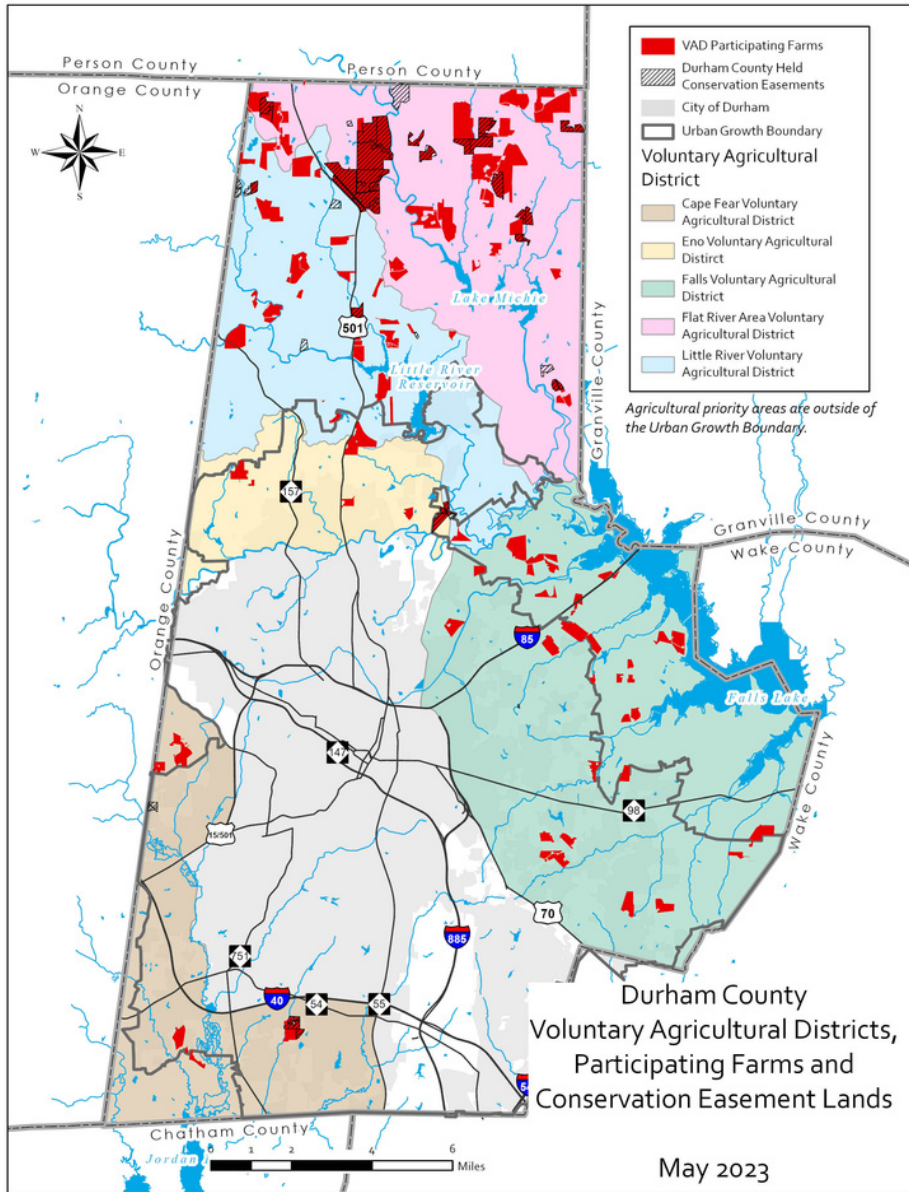 Person County
Person County
Orange County
N
W
E
S
VAD Participating Farms
Durham County Held
Conservation Easements
City of Durham
Urban Growth Boundary
Voluntary Agricultural
District
Cape Fear Voluntary
Agricultural District
Eno Voluntary Agricultural
District
Falls Voluntary Agricultural
District
Flat River Area Voluntary
Agricultural District
Little River Voluntary
Agricultural District
Agricultural priority areas are outside of
the Urban Growth Boundary.
Lake Michie
501
Little River
Reservoir
Granville County
157
Granville County
Wake County
Orange County
85
Falls Lake
147
98
Wake County
15/501
70
885
751
40
54
55
Durham County
Voluntary Agricultural Districts,
Participating Farms and
Conservation Easement Lands
Chatham County
Jordan
0 2 4 6
Miles
May 2023